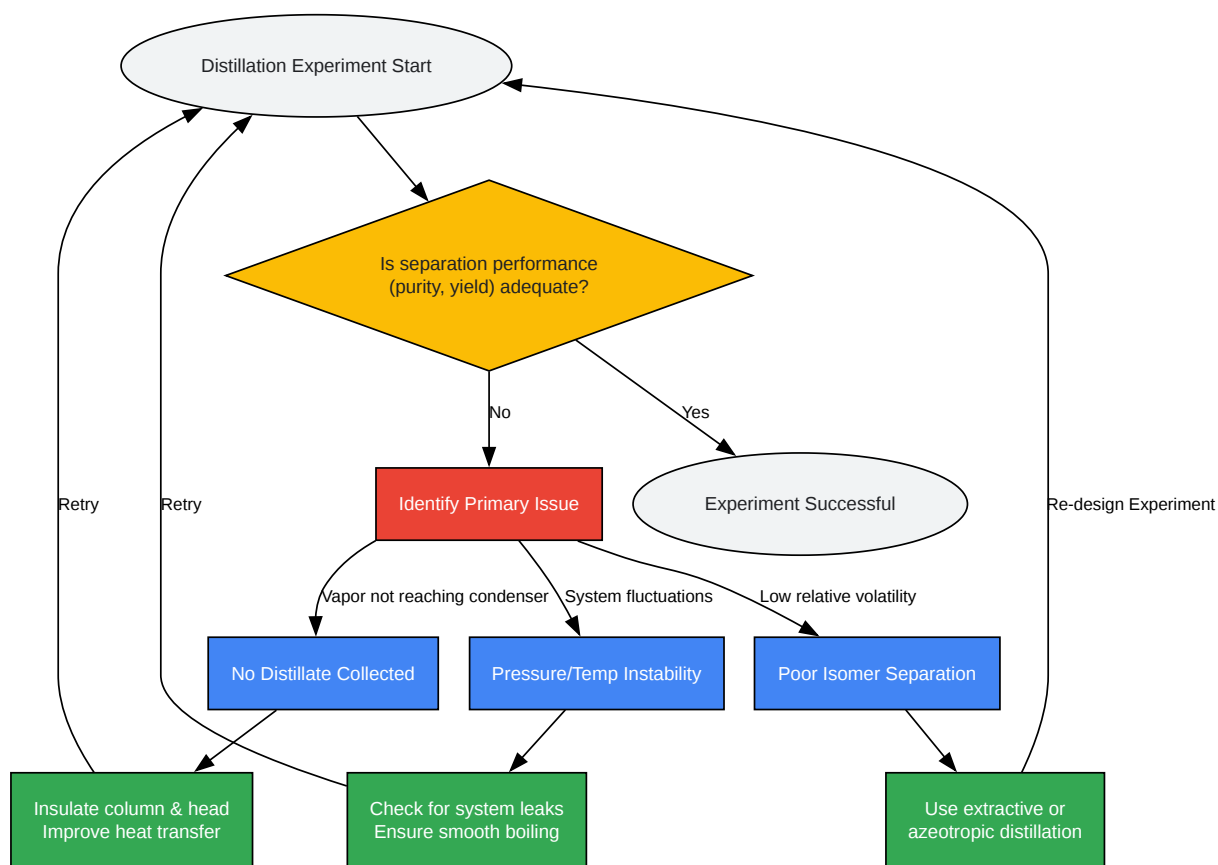 Distillation Experiment Start
Is separation performance
(purity, yield) adequate?
No
Yes
Identify Primary Issue
Experiment Successful
Retry
Retry
Re-design Experiment
Vapor not reaching condenser
System fluctuations
Low relative volatility
No Distillate Collected
Pressure/Temp Instability
Poor Isomer Separation
Insulate column & head
Improve heat transfer
Check for system leaks
Ensure smooth boiling
Use extractive or
azeotropic distillation